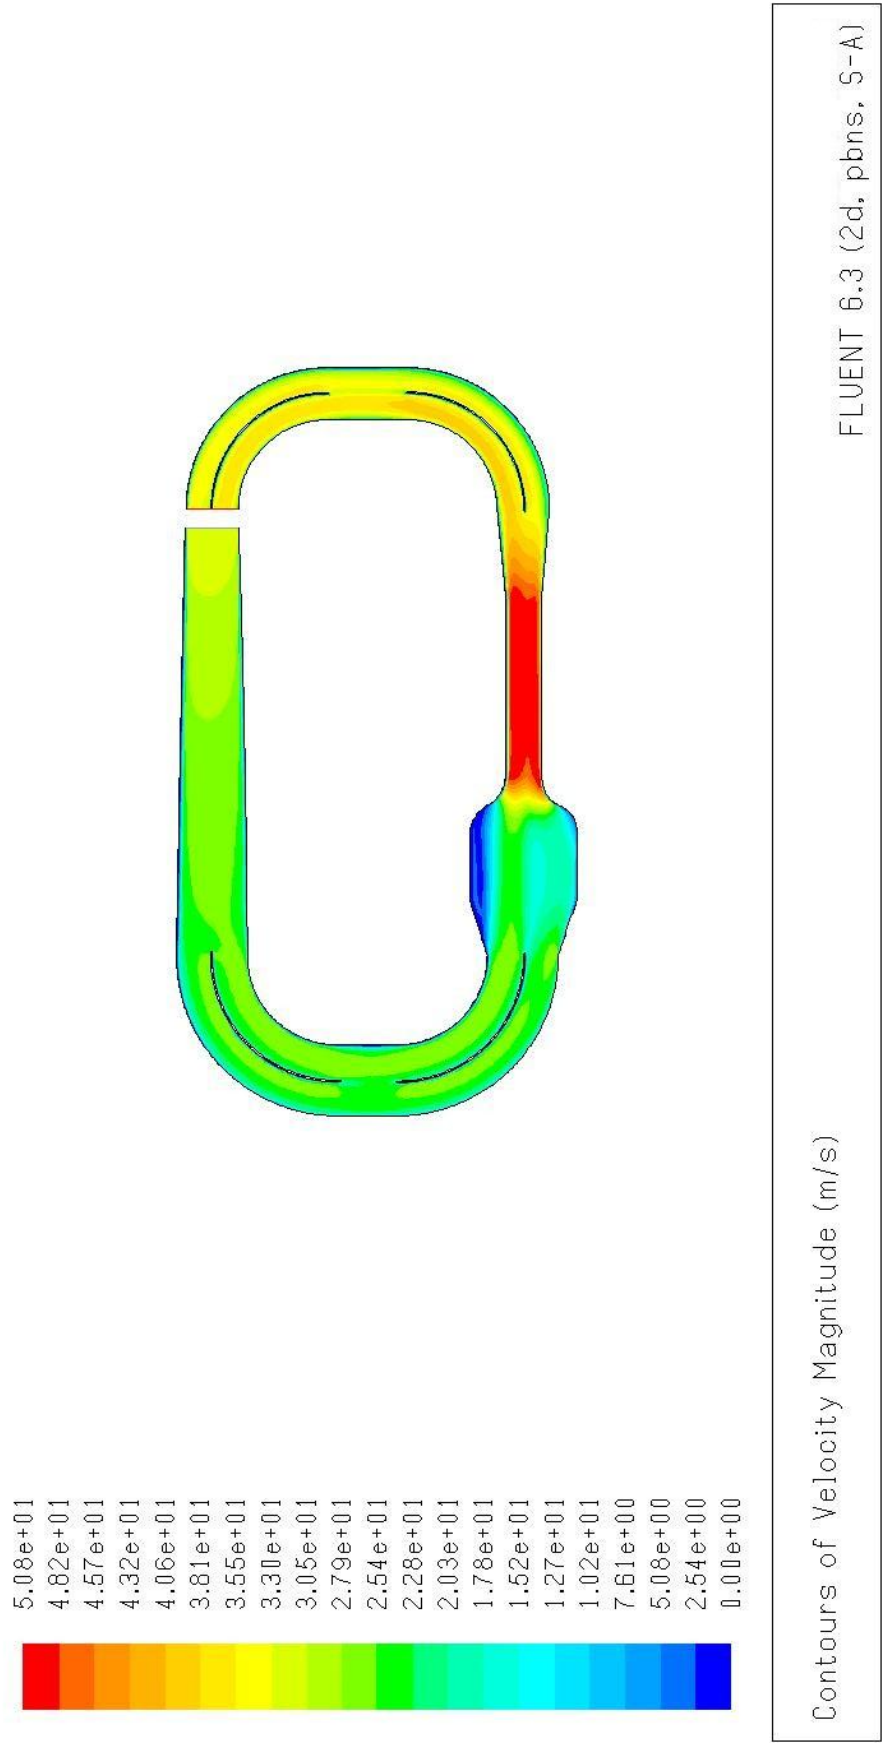 5.08e+01
4.82e+01
4.57e+01
4.32e+01
4.06e+01
3.81e+01
3.55e+01
3.30e+01
3.05e+01
2.79e+01
2.54e+01
2.28e+01
2.03e+01
1.78e+01
1.52e+01
1.27e+01
1.02e+01
7.61e+00
5.08e+00
2.54e+00
0.00e+00
Contours of Velocity Magnitude (m/s)
FLUENT 6.3 (2d, pbns, S-A)